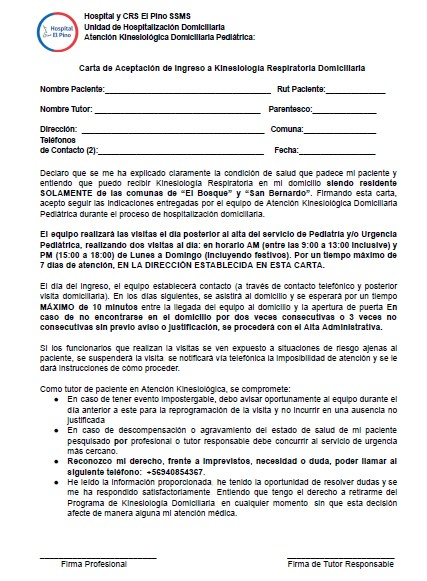 Hospital
El Pino
Hospital y CRS El Pino SSMS
Unidad de Hospitalización Domiciliaria
Atención Kinesiológica Domiciliaria Pediátrica:
Carta de Aceptación de Ingreso a Kinesiología Respiratoria Domiciliaria
Nombre Paciente: Rut Paciente:
Nombre Tutor: Parentesco:
Dirección: Comuna:
Teléfonos
de Contacto (2): Fecha:
Declaro que se me ha explicado claramente la condición de salud que padece mi paciente y
entiendo que puedo recibir Kinesiología Respiratoria en mi domicilio siendo residente
SOLAMENTE de las comunas de “El Bosque” y “San Bernardo”. Firmando esta carta,
acepto seguir las indicaciones entregadas por el equipo de Atención Kinesiológica Domiciliaria
Pediátrica durante el proceso de hospitalización domiciliaria.
El equipo realizará las visitas el día posterior al alta del servicio de Pediatría y/o Urgencia
Pediátrica, realizando dos visitas al día: en horario AM (entre las 9:00 a 13:00 inclusive) y
PM (15:00 a 18:00) de Lunes a Domingo (incluyendo festivos). Por un tiempo máximo de
7 días de atención, EN LA DIRECCIÓN ESTABLECIDA EN ESTA CARTA.
El día del ingreso, el equipo establecerá contacto (a través de contacto telefónico y posterior
visita domiciliaria). En los días siguientes, se asistirá al domicilio y se esperará por un tiempo
MÁXIMO de 10 minutos entre la llegada del equipo al domicilio y la apertura de puerta En
caso de no encontrarse en el domicilio por dos veces consecutivas o 3 veces no
consecutivas sin previo aviso o justificación, se procederá con el Alta Administrativa.
Si los funcionarios que realizan la visitas se ven expuesto a situaciones de riesgo ajenas al
paciente, se suspenderá la visita se notificará vía telefónica la imposibilidad de atención y se le
dará instrucciones de cómo proceder.
Como tutor de paciente en Atención Kinesiológica, se compromete:
● En caso de tener evento impostergable, debo avisar oportunamente al equipo durante el
día anterior a este para la reprogramación de la visita y no incurrir en una ausencia no
justificada
● En caso de descompensación o agravamiento del estado de salud de mi paciente
pesquisado por profesional o tutor responsable debe concurrir al servicio de urgencia
más cercano.
● Reconozco mi derecho, frente a imprevistos, necesidad o duda, poder llamar al
siguiente teléfono: +56940854367.
● He leído la información proporcionada he tenido la oportunidad de resolver dudas y se
me ha respondido satisfactoriamente Entiendo que tengo el derecho a retirarme del
Programa de Kinesiología Domiciliaria en cualquier momento sin que esta decisión
afecte de manera alguna mi atención médica.
Firma Profesional Firma de Tutor Responsable